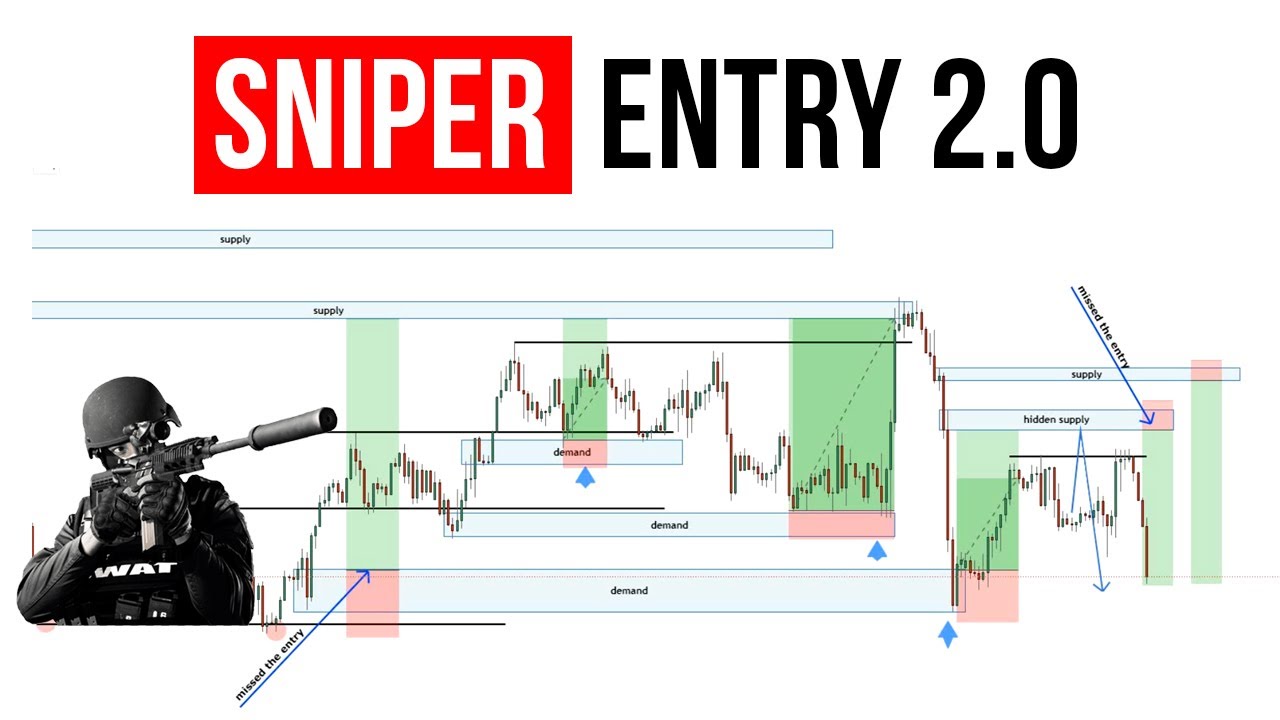 SNIPER ENTRY 2.0
supply
supply
missed the entry
supply
hidden supply
demand
demand
demand
WAT
missed the entry